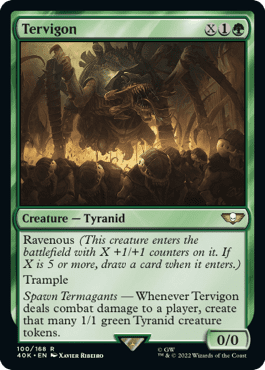 Tervigon X1
Creature — Tyranid
Ravenous (This creature enters the
battlefield with X +1/+1 counters on it. If
X is 5 or more, draw a card when it enters.)
Trample
Spawn Termagants — Whenever Tervigon
deals combat damage to a player, create
that many 1/1 green Tyranid creature
tokens.
0/0
100/168 R
40K • EN XAVIER RIBEIRO
© GW
™ & © 2022 Wizards of the Coast